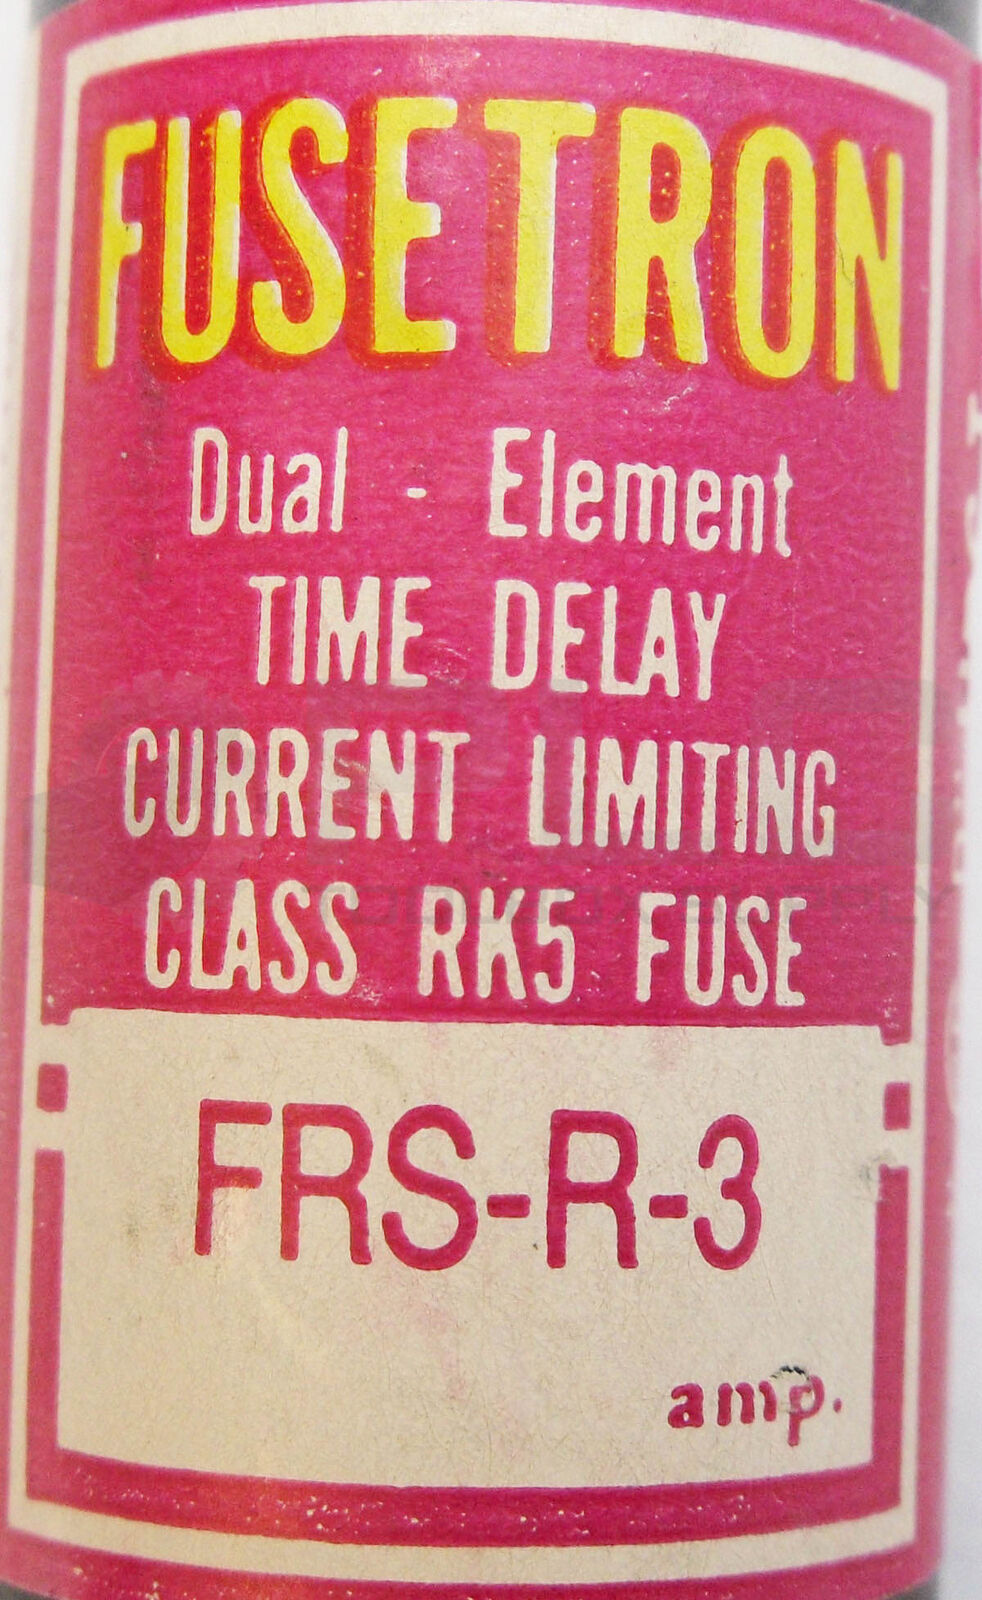 FUSETRON
Dual - Element
TIME DELAY
CURRENT LIMITING
CLASS RK5 FUSE
FRS-R-3
amp.